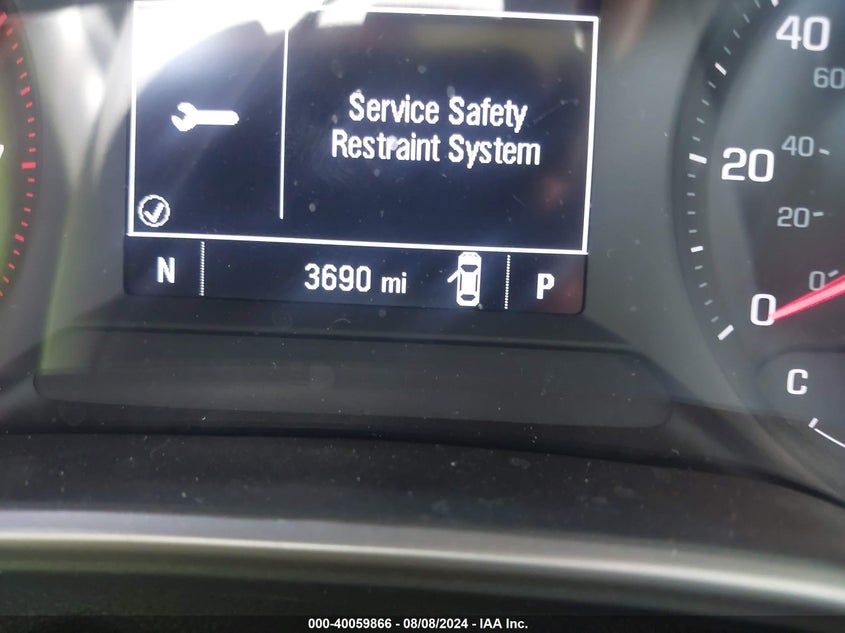 Service Safety
Restraint System
N
3690 mi
P
40
20
0
60
40
20
0
C
000-40059866 - 08/08/2024 - IAA Inc.